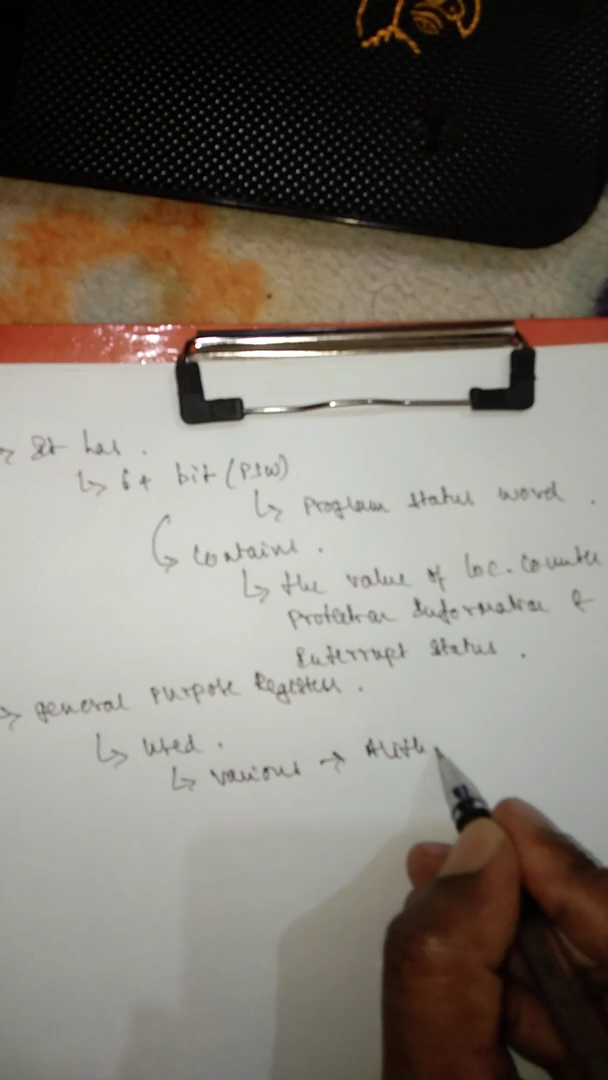 → It has .
↳ 64 bit (PSW)
↳ Program status word .
↳ Contains .
↳ the value of loc. counter
Protection Information &
Interrupt status .
→ general purpose Registers .
↳ used .
↳ various → Arith